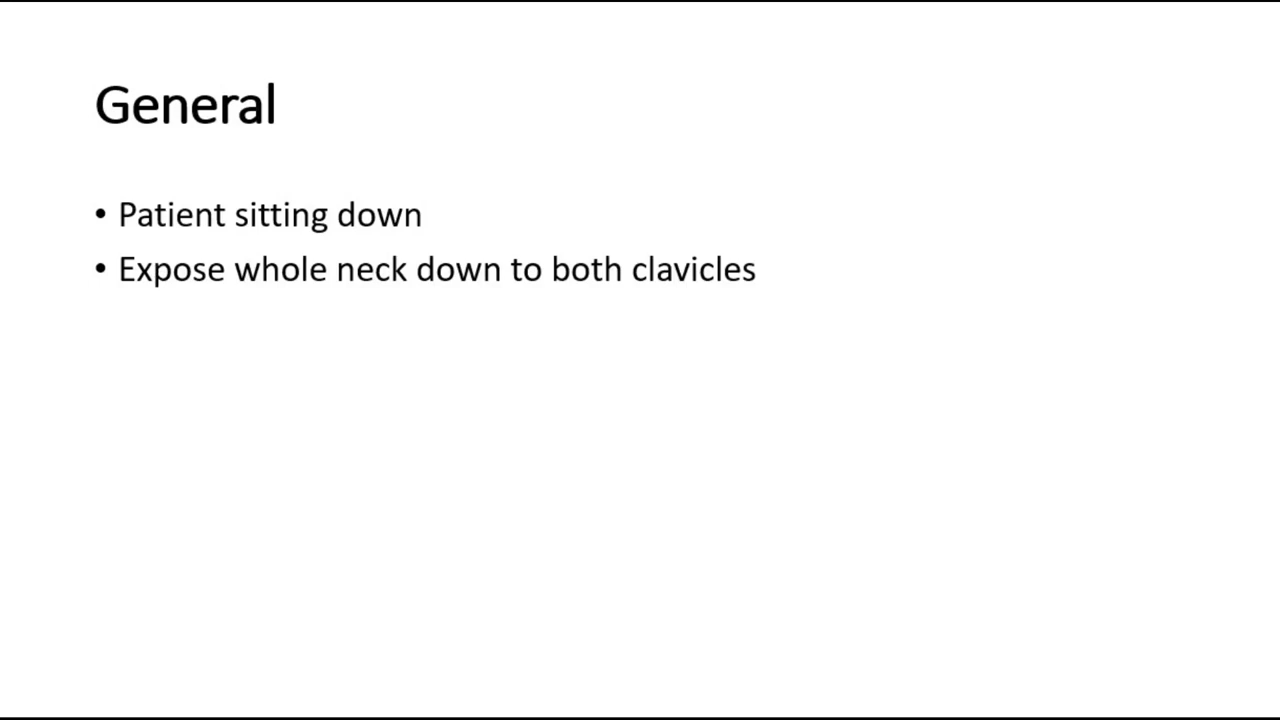 General
• Patient sitting down
• Expose whole neck down to both clavicles